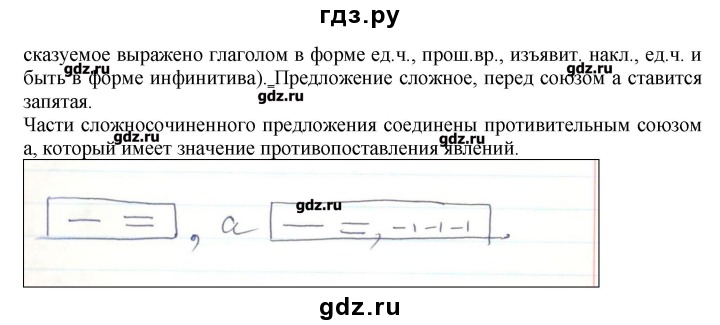 гдз.ру
сказуемое выражено глаголом в форме ед.ч., прош.вр., изъявит. накл., ед.ч. и
gdz.ru gdz.ru
быть в форме инфинитива). Предложение сложное, перед союзом а ставится
gdz.ru
запятая.
Части сложносочиненного предложения соединены противительным союзом
gdz.ru gdz.ru
а, который имеет значение противопоставления явлений.
gdz.ru
, а
gdz.ru